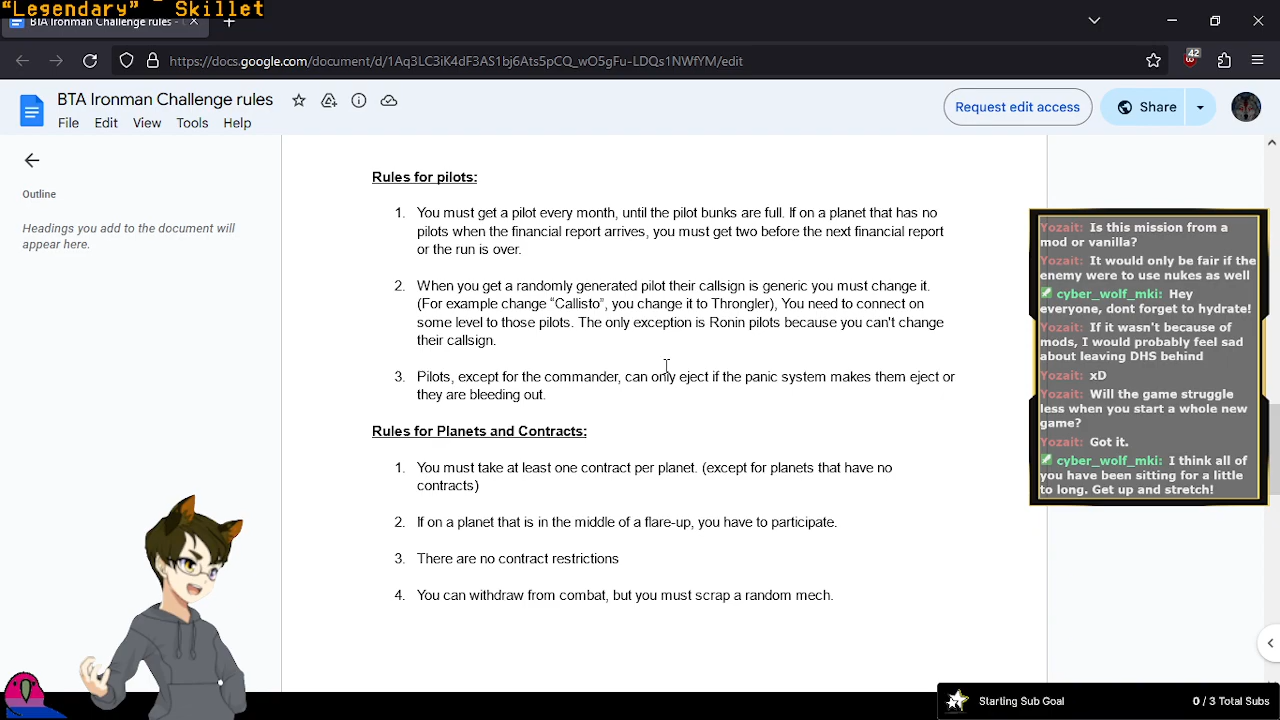 “Legendary” ~ Skillet
BTA Ironman Challenge rules -
42
https://docs.google.com/document/d/1Aq3LC3iK4dF3AS1bj6Ats5pCQ_wO5gFu-LDQs1NWfYM/edit
BTA Ironman Challenge rules
Request edit access
Share
File Edit View Tools Help
Outline
Headings you add to the document will
appear here.
Rules for pilots:
1. You must get a pilot every month, until the pilot bunks are full. If on a planet that has no
pilots when the financial report arrives, you must get two before the next financial report
or the run is over.
2. When you get a randomly generated pilot their callsign is generic you must change it.
(For example change “Callisto”, you change it to Throngler), You need to connect on
some level to those pilots. The only exception is Ronin pilots because you can't change
their callsign.
3. Pilots, except for the commander, can only eject if the panic system makes them eject or
they are bleeding out.
Rules for Planets and Contracts:
1. You must take at least one contract per planet. (except for planets that have no
contracts)
2. If on a planet that is in the middle of a flare-up, you have to participate.
3. There are no contract restrictions
4. You can withdraw from combat, but you must scrap a random mech.
Yozait: Is this mission from a
mod or vanilla?
Yozait: It would only be fair if the
enemy were to use nukes as well
cyber_wolf_mki: Hey
everyone, dont forget to hydrate!
Yozait: If it wasn't because of
mods, I would probably feel sad
about leaving DHS behind
Yozait: xD
Yozait: Will the game struggle
less when you start a whole new
game?
Yozait: Got it.
cyber_wolf_mki: I think all of
you have been sitting for a little
to long. Get up and stretch!
Starting Sub Goal
0 / 3 Total Subs